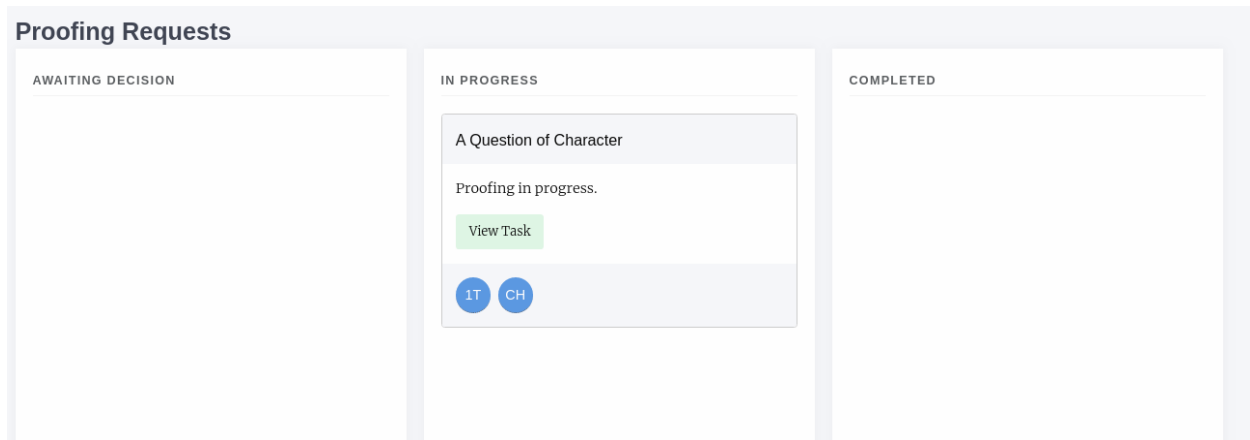 Proofing Requests
AWAITING DECISION
IN PROGRESS
COMPLETED
A Question of Character
Proofing in progress.
View Task
1T CH